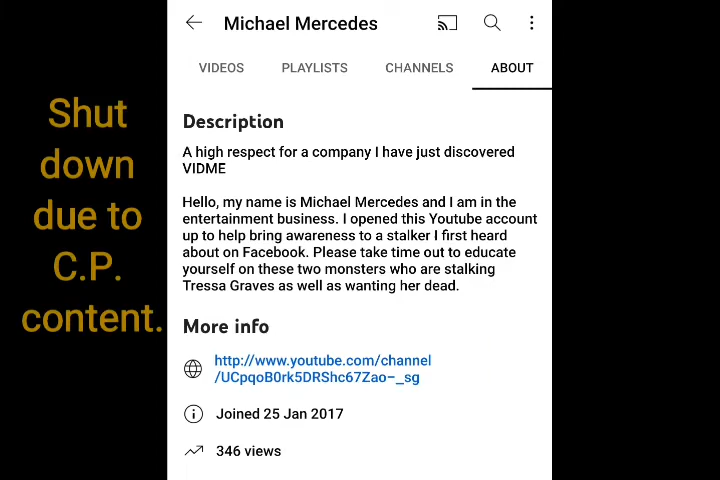 Shut
down
due to
C.P.
content.
Michael Mercedes
VIDEOS PLAYLISTS CHANNELS ABOUT
Description
A high respect for a company I have just discovered
VIDME
Hello, my name is Michael Mercedes and I am in the
entertainment business. I opened this Youtube account
up to help bring awareness to a stalker I first heard
about on Facebook. Please take time out to educate
yourself on these two monsters who are stalking
Tressa Graves as well as wanting her dead.
More info
http://www.youtube.com/channel
/UCpqoB0rk5DRShc67Zao-_sg
Joined 25 Jan 2017
346 views